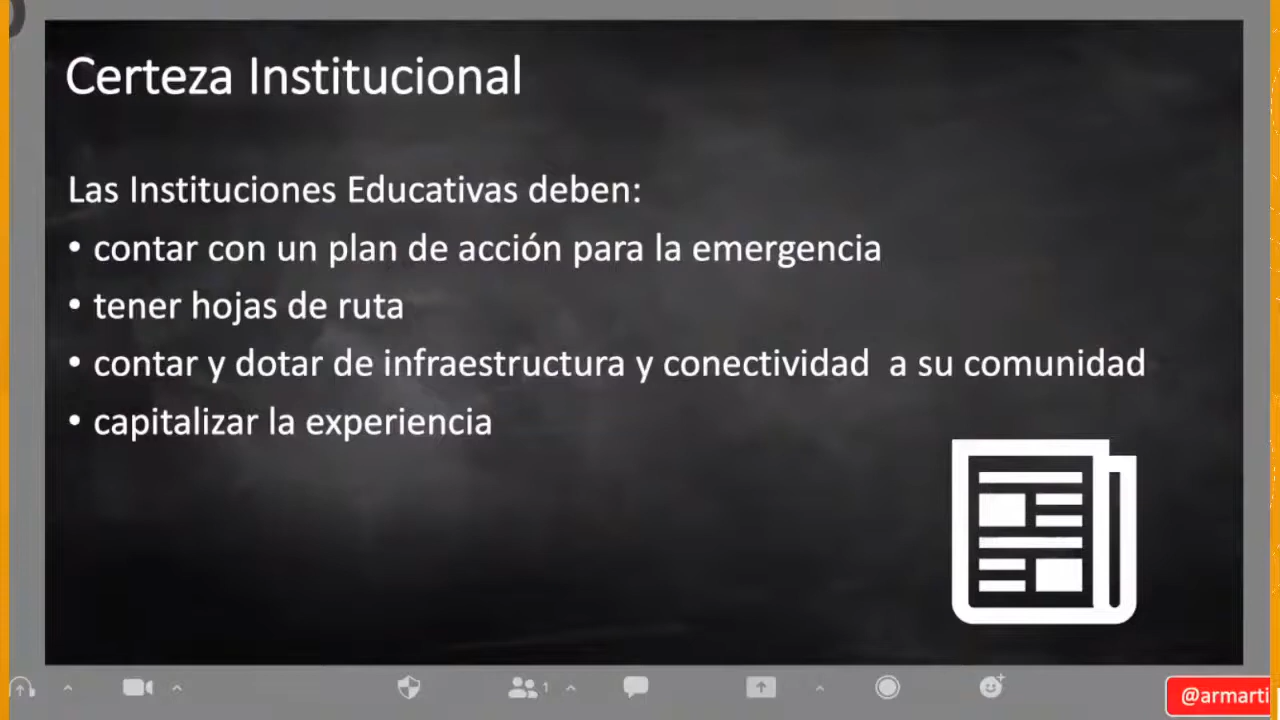 Certeza Institucional
Las Instituciones Educativas deben:
• contar con un plan de acción para la emergencia
• tener hojas de ruta
• contar y dotar de infraestructura y conectividad  a su comunidad
• capitalizar la experiencia
1
@armarti